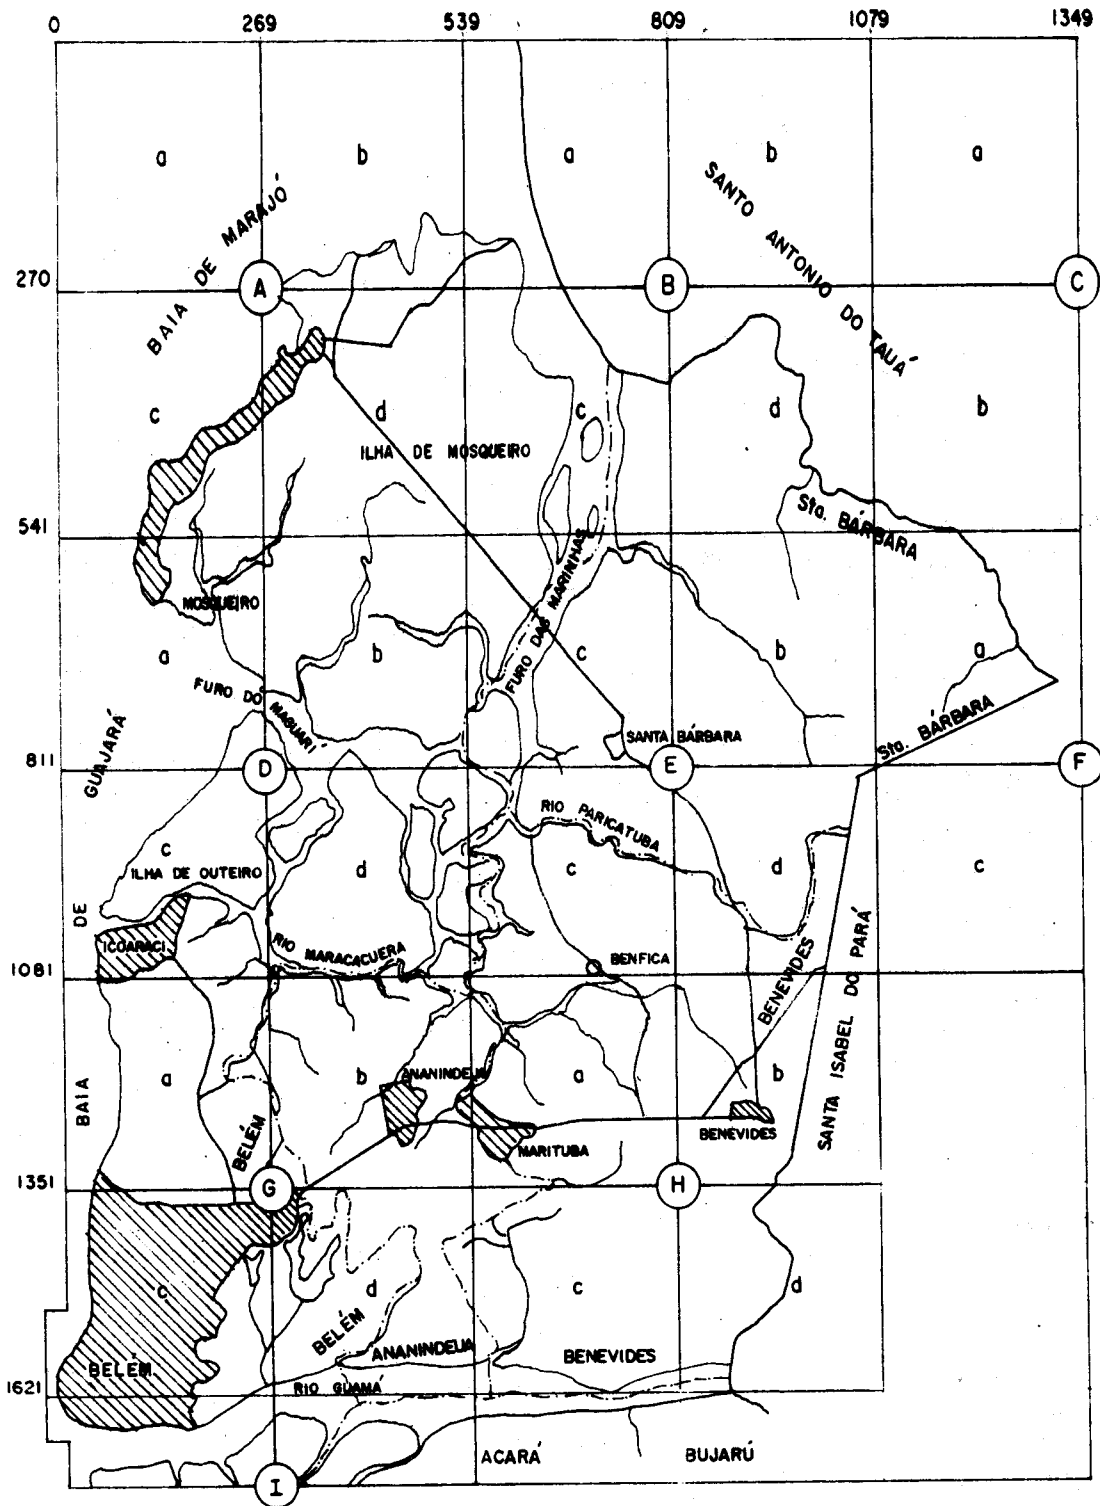 0 269 539 809 1079 1349
a b a b a
SANTO ANTONIO DO TAUÁ
BAIA DE MARAJÓ
270 A B C
c d c d b
ILHA DE MOSQUEIRO
Sta. BÁRBARA
541
FURO DAS MARINHAS
MOSQUEIRO
a b c b a
FURO DO MAGUARÍ
Sta. BÁRBARA
SANTA BÁRBARA
811 D E F
RIO PARICATUBA
c d c d c
ILHA DE OUTEIRO
BAIA DE GUAJARÁ
ICOARACI
RIO MARACACUERA
BENFICA
BENEVIDES
SANTA ISABEL DO PARÁ
1081
a b a b
ANANINDEUA
BELÉM
MARITUBA
BENEVIDES
1351 G H
c d c d
BELÉM
ANANINDEUA
BENEVIDES
BELÉM
1621
RIO GUAMA
ACARÁ BUJARÚ
I